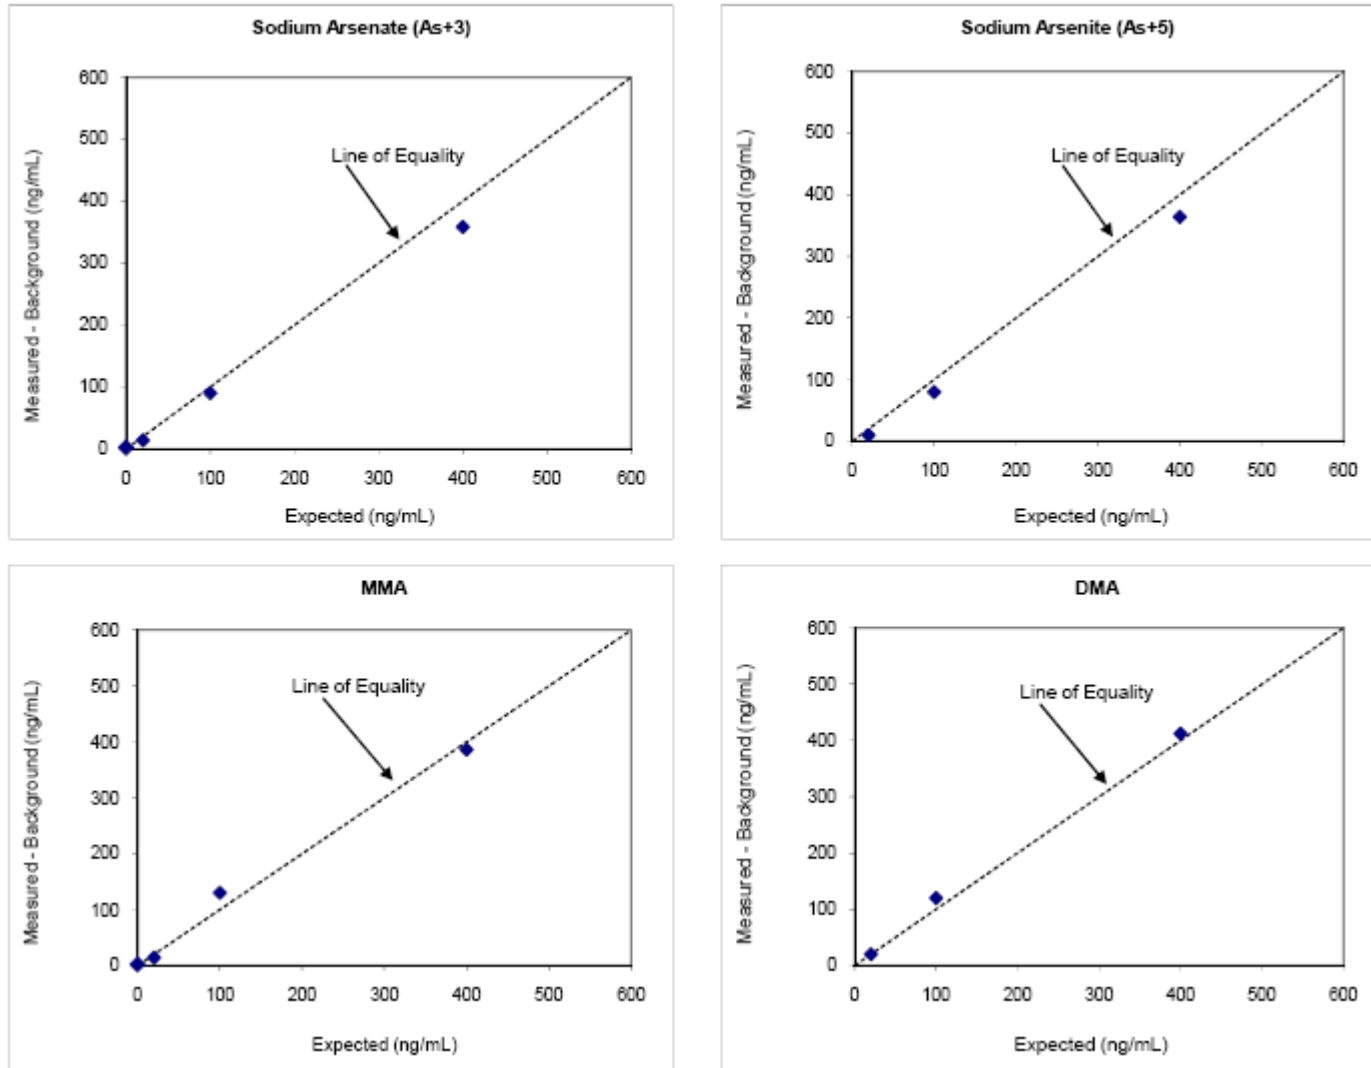 Sodium Arsenate (As+3)
600
500
400
300
200
100
0
0 100 200 300 400 500 600
Measured - Background (ng/mL)
Expected (ng/mL)
Line of Equality
Sodium Arsenite (As+5)
600
500
400
300
200
100
0
0 100 200 300 400 500 600
Measured - Background (ng/mL)
Expected (ng/mL)
Line of Equality
MMA
600
500
400
300
200
100
0
0 100 200 300 400 500 600
Measured - Background (ng/mL)
Expected (ng/mL)
Line of Equality
DMA
600
500
400
300
200
100
0
0 100 200 300 400 500 600
Measured - Background (ng/mL)
Expected (ng/mL)
Line of Equality